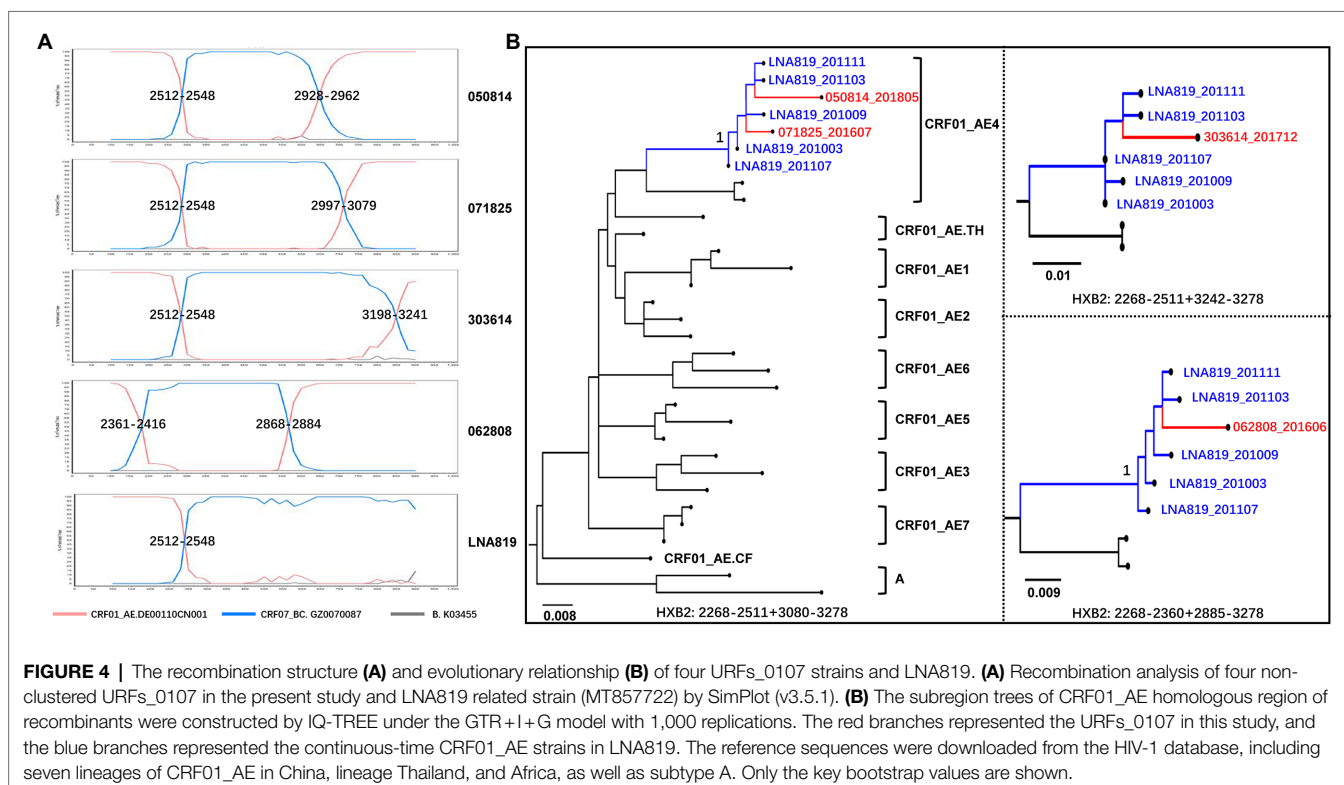 A
B
2512-2548
2928-2962
050814
2512-2548
2997-3079
071825
2512-2548
3198-3241
303614
2361-2416
2868-2884
062808
2512-2548
LNA819
CRF01_AE.DE00110CN001
CRF07_BC. GZ0070087
B. K03455
LNA819_201111
LNA819_201103
050814_201805
LNA819_201009
071825_201607
1
LNA819_201003
LNA819_201107
CRF01_AE4
CRF01_AE.TH
CRF01_AE1
CRF01_AE2
CRF01_AE6
CRF01_AE5
CRF01_AE3
CRF01_AE7
CRF01_AE.CF
A
0.008
HXB2: 2268-2511+3080-3278
LNA819_201111
LNA819_201103
303614_201712
LNA819_201107
LNA819_201009
LNA819_201003
0.01
HXB2: 2268-2511+3242-3278
LNA819_201111
LNA819_201103
062808_201606
LNA819_201009
1
LNA819_201003
LNA819_201107
0.009
HXB2: 2268-2360+2885-3278
FIGURE 4 | The recombination structure (A) and evolutionary relationship (B) of four URFs_0107 strains and LNA819. (A) Recombination analysis of four non-
clustered URFs_0107 in the present study and LNA819 related strain (MT857722) by SimPlot (v3.5.1). (B) The subregion trees of CRF01_AE homologous region of
recombinants were constructed by IQ-TREE under the GTR+I+G model with 1,000 replications. The red branches represented the URFs_0107 in this study, and
the blue branches represented the continuous-time CRF01_AE strains in LNA819. The reference sequences were downloaded from the HIV-1 database, including
seven lineages of CRF01_AE in China, lineage Thailand, and Africa, as well as subtype A. Only the key bootstrap values are shown.